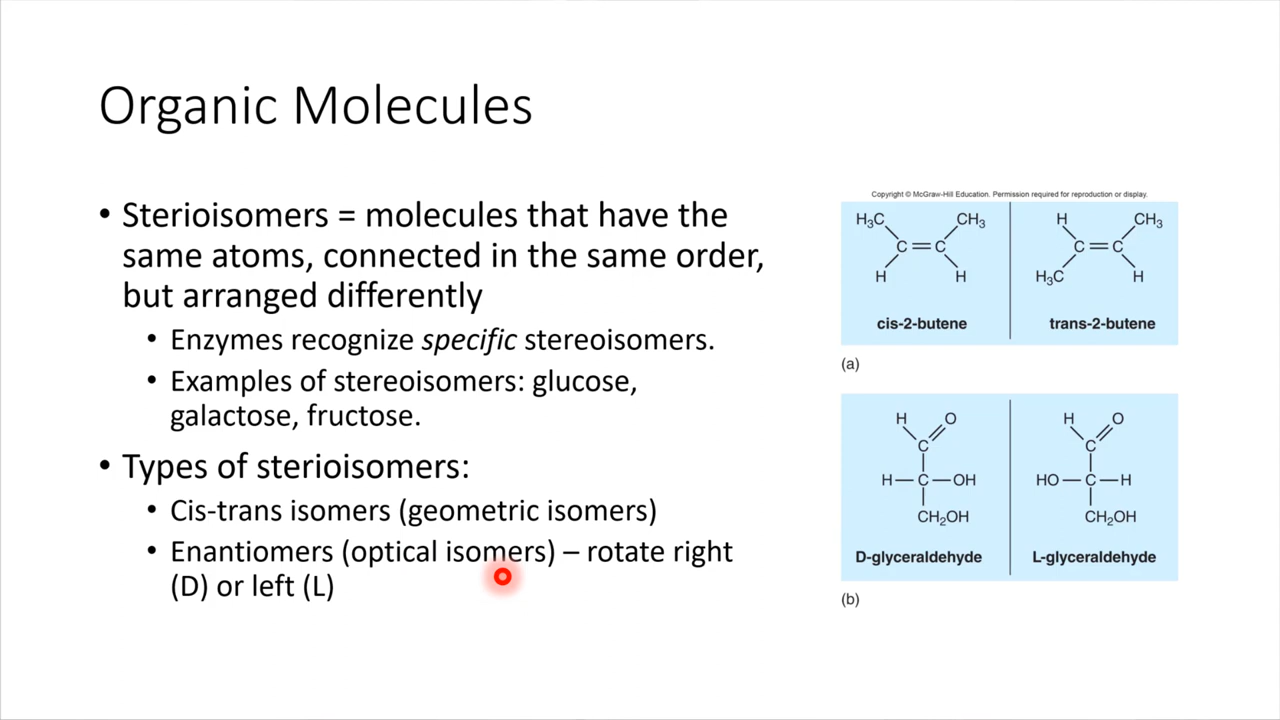 Organic Molecules
• Sterioisomers = molecules that have the
same atoms, connected in the same order,
but arranged differently
• Enzymes recognize specific stereoisomers.
• Examples of stereoisomers: glucose,
galactose, fructose.
• Types of sterioisomers:
• Cis-trans isomers (geometric isomers)
• Enantiomers (optical isomers) – rotate right
(D) or left (L)
Copyright © McGraw-Hill Education. Permission required for reproduction or display.
H₃C CH₃ H CH₃
C C C C
H H H₃C H
cis-2-butene trans-2-butene
(a)
H O H O
C C
H C OH HO C H
CH₂OH CH₂OH
D-glyceraldehyde L-glyceraldehyde
(b)